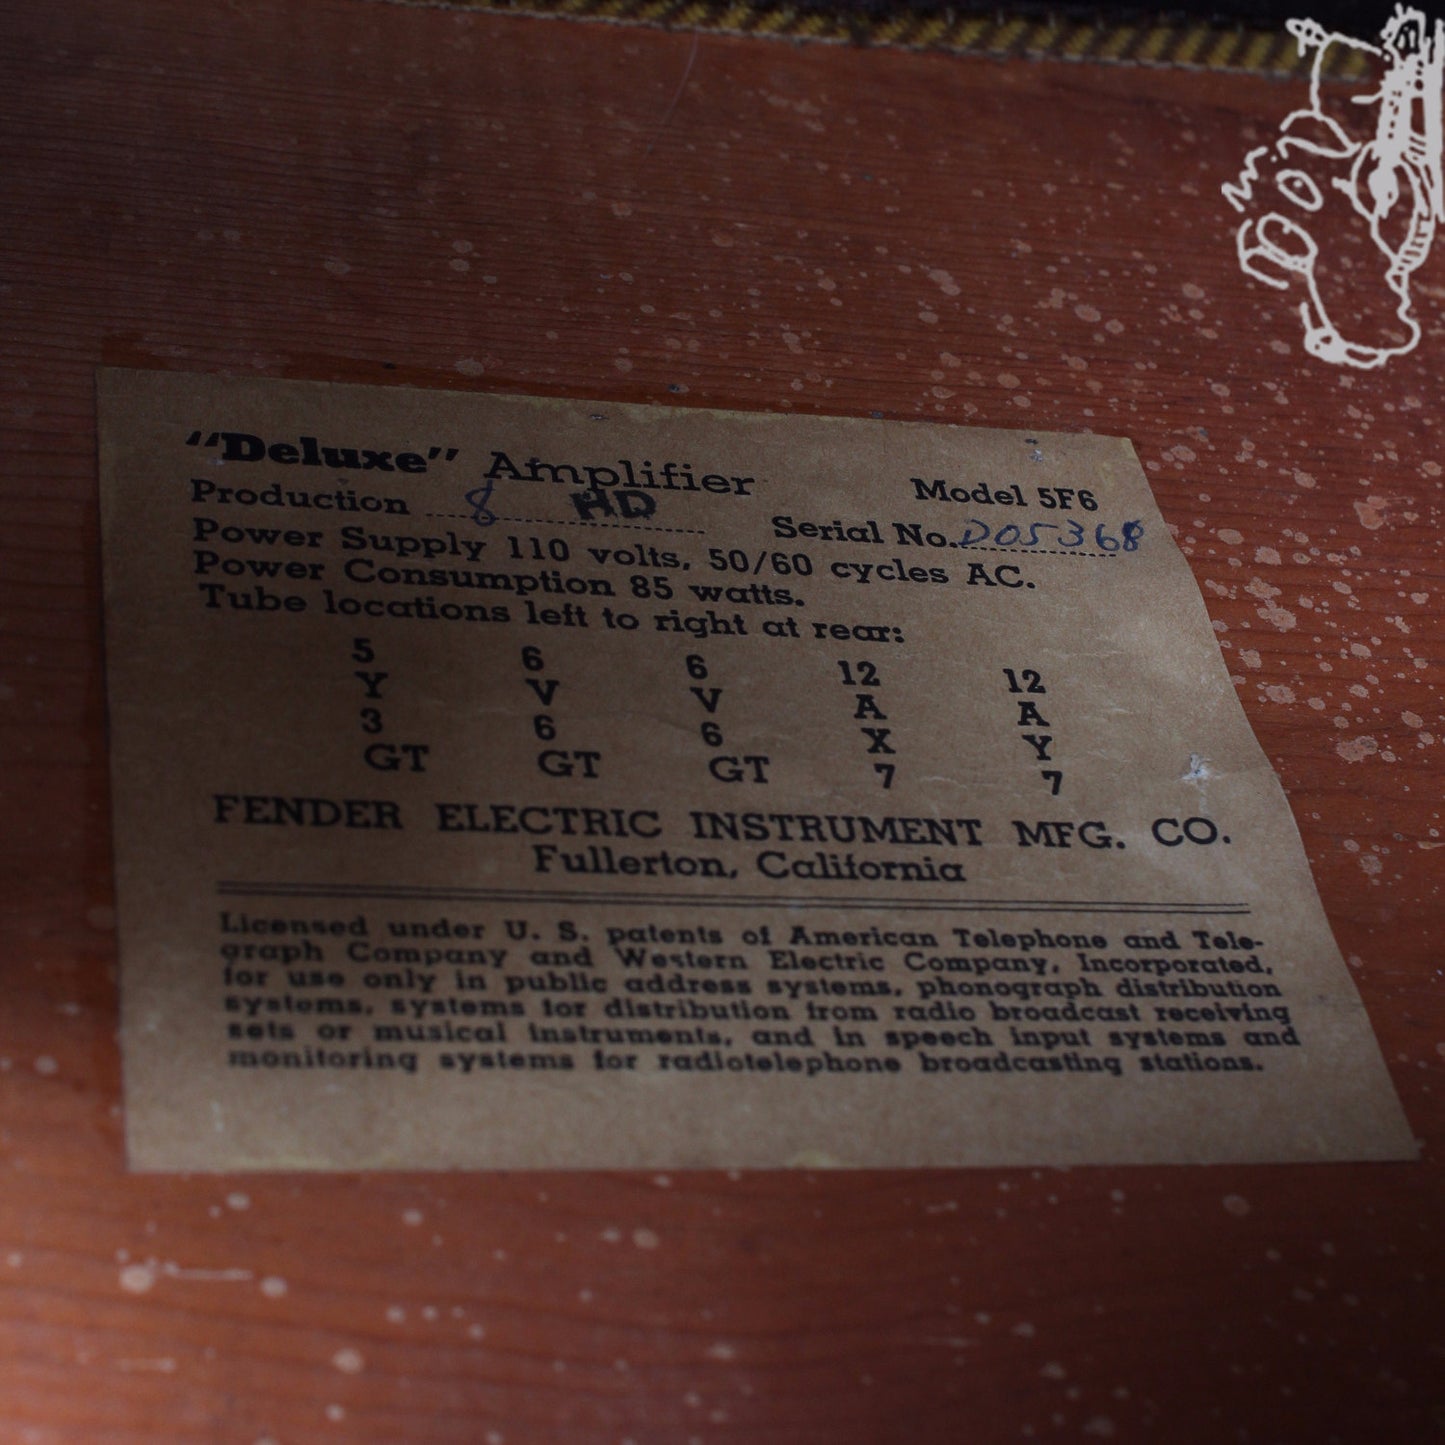 "Deluxe" Amplifier Model 5F6
Production 8 HD Serial No. D05368
Power Supply 110 volts, 50/60 cycles AC.
Power Consumption 85 watts.
Tube locations left to right at rear:
5 6 6 12 12
Y V V A A
3 6 6 X Y
GT GT GT 7 7
FENDER ELECTRIC INSTRUMENT MFG. CO.
Fullerton, California
Licensed under U. S. patents of American Telephone and Tele-
graph Company and Western Electric Company, Incorporated,
for use only in public address systems, phonograph distribution
systems, systems for distribution from radio broadcast receiving
sets or musical instruments, and in speech input systems and
monitoring systems for radiotelephone broadcasting stations.